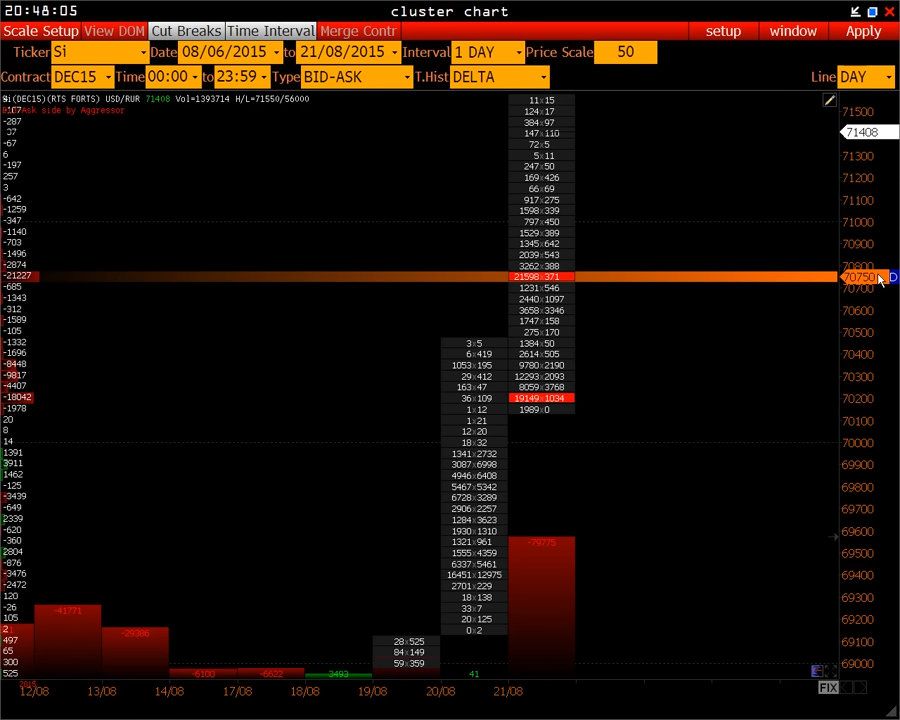 20:48:05 cluster chart
Scale Setup View DOM Cut Breaks Time Interval Merge Contr setup window Apply
Ticker Si Date 08/06/2015 to 21/08/2015 Interval 1 DAY Price Scale 50
Contract DEC15 Time 00:00 to 23:59 Type BID-ASK T.Hist DELTA Line DAY
Si(DEC15)(RTS FORTS) USD/RUR 71408 Vol=1393714 H/L=71550/56000 11x15
side by Aggressor 124x17 71500
-287 384x97
37 147x110 71408
-67 72x5
6 5x11 71300
-197 247x50
257 169x426 71200
3 66x69
-642 917x275 71100
-1259 1598x339
-347 797x450 71000
-1140 1529x389
-703 1345x642 70900
-1496 2039x543
-2874 3262x388 70800
-21227 21598x371 70750 D
-685 1231x546 70700
-1343 2440x1097
-312 3658x3346 70600
-1589 1747x158
-105 275x170 70500
-1332 3x5 1384x50
-1696 6x419 2614x505 70400
-8448 1053x195 9780x2190
-9817 29x412 12293x2093 70300
-4407 163x47 8059x3768
-18042 36x109 19149x1034 70200
-1978 1x12 1989x0
20 1x21 70100
8 12x20
14 18x32 70000
1391 1341x2732
3911 3087x6998 69900
1462 4946x6408
-125 5467x5342 69800
-3439 6728x3289
-649 2906x2257 69700
2339 1284x3623
-620 1930x1310 69600
-360 1321x961 -79775
2804 1555x4359 69500
-876 6337x5461
-3476 16451x12975 69400
-2472 2701x229
120 18x138 69300
-26 33x7
105 -41771 20x125 69200
2 -29386 0x2
497 28x525 69100
65 84x149
300 59x359 69000
525 -6100 -6622 3493 41
2015
12/08 13/08 14/08 17/08 18/08 19/08 20/08 21/08 FIX